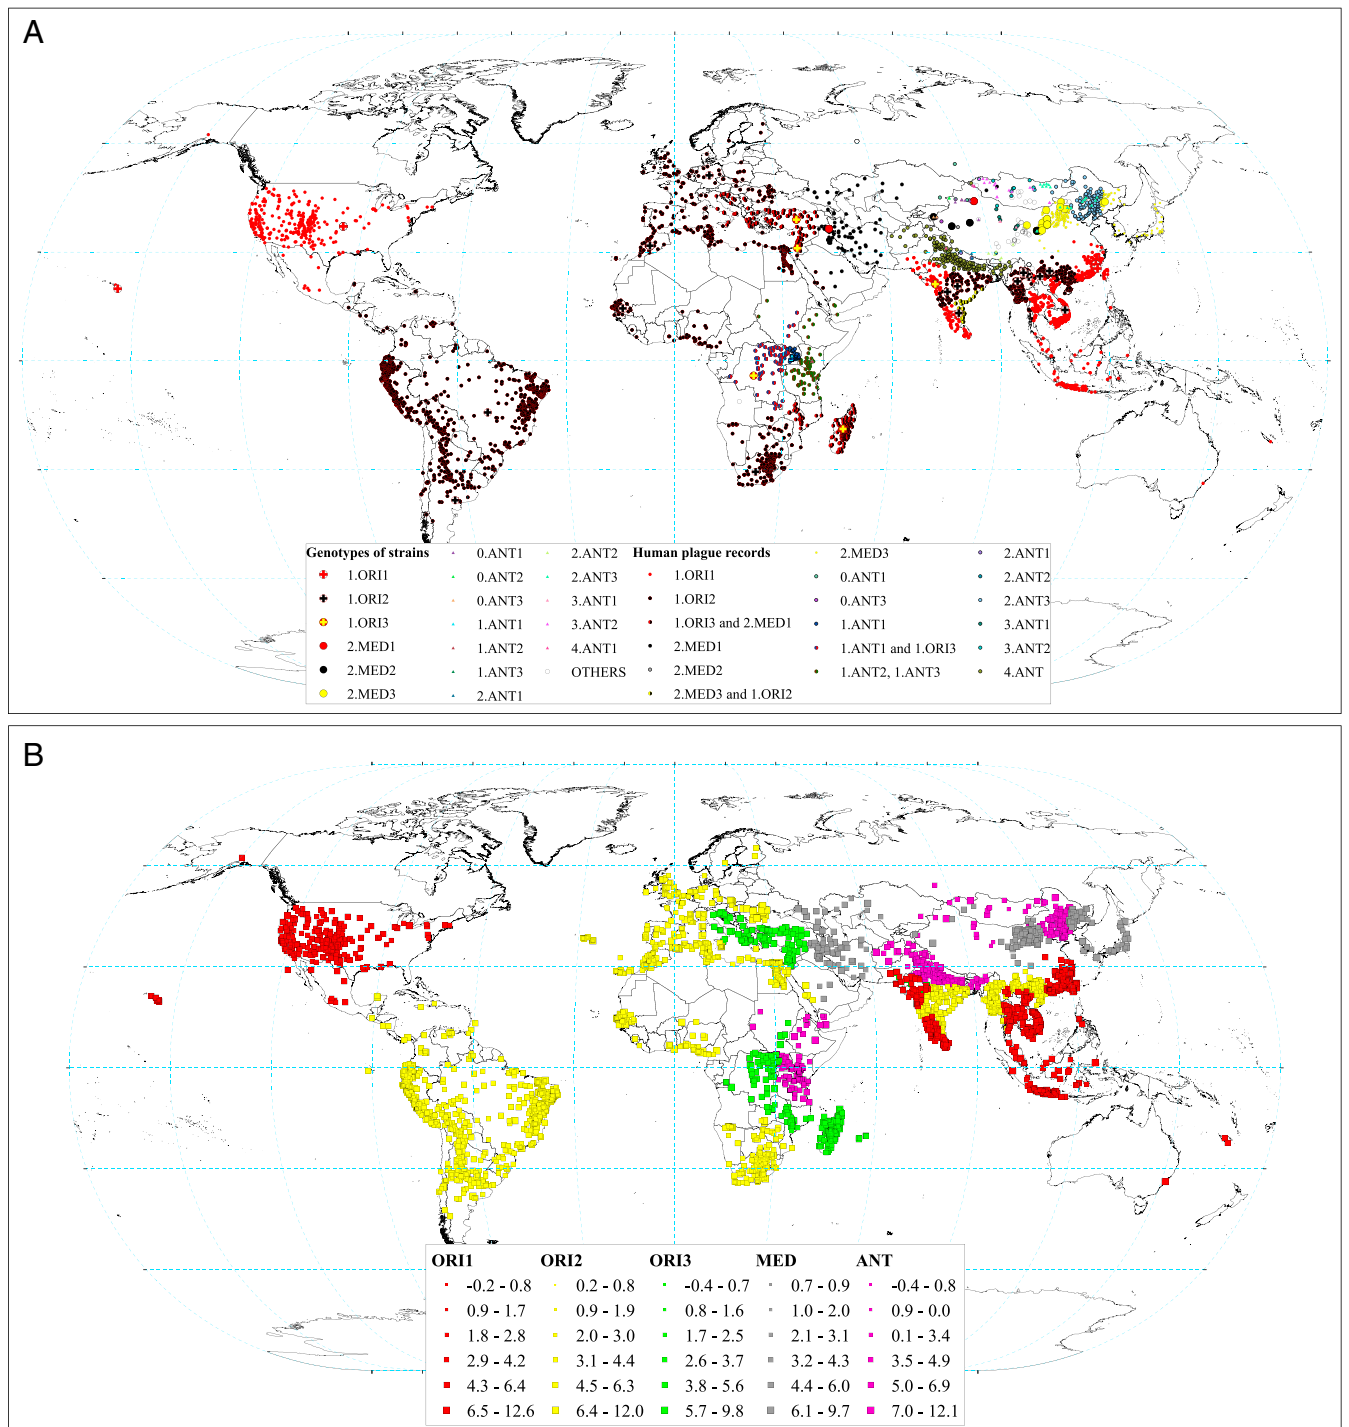 A
Genotypes of strains
1.ORI1
1.ORI2
1.ORI3
2.MED1
2.MED2
2.MED3
0.ANT1
0.ANT2
0.ANT3
1.ANT1
1.ANT2
1.ANT3
2.ANT1
2.ANT2
2.ANT3
3.ANT1
3.ANT2
4.ANT1
OTHERS
Human plague records
1.ORI1
1.ORI2
1.ORI3 and 2.MED1
2.MED1
2.MED2
2.MED3 and 1.ORI2
2.MED3
0.ANT1
0.ANT3
1.ANT1
1.ANT1 and 1.ORI3
1.ANT2, 1.ANT3
2.ANT1
2.ANT2
2.ANT3
3.ANT1
3.ANT2
4.ANT
B
ORI1 ORI2 ORI3 MED ANT
-0.2 - 0.8 0.2 - 0.8 -0.4 - 0.7 0.7 - 0.9 -0.4 - 0.8
0.9 - 1.7 0.9 - 1.9 0.8 - 1.6 1.0 - 2.0 0.9 - 0.0
1.8 - 2.8 2.0 - 3.0 1.7 - 2.5 2.1 - 3.1 0.1 - 3.4
2.9 - 4.2 3.1 - 4.4 2.6 - 3.7 3.2 - 4.3 3.5 - 4.9
4.3 - 6.4 4.5 - 6.3 3.8 - 5.6 4.4 - 6.0 5.0 - 6.9
6.5 - 12.6 6.4 - 12.0 5.7 - 9.8 6.1 - 9.7 7.0 - 12.1